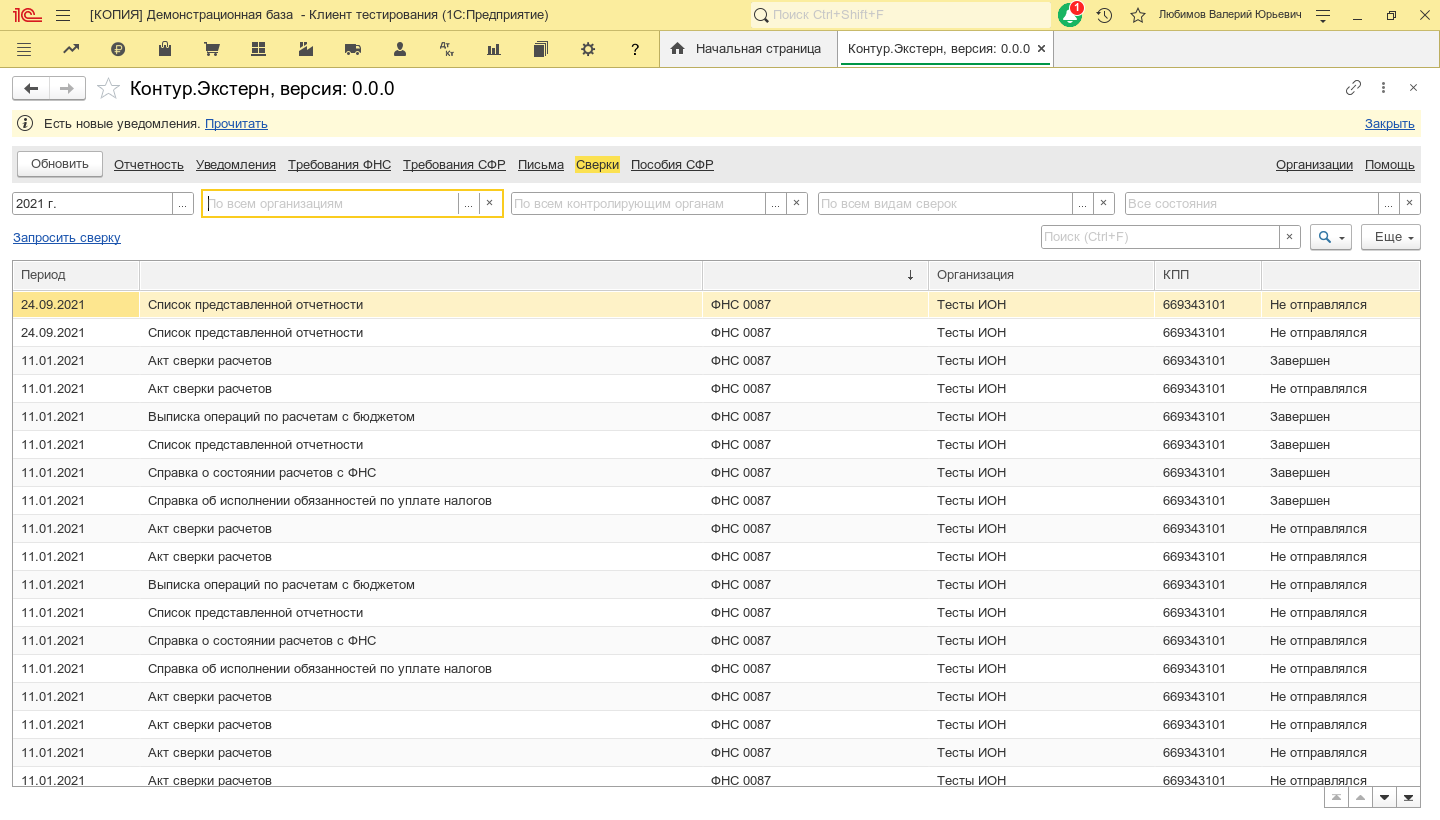 [КОПИЯ] Демонстрационная база - Клиент тестирования (1С:Предприятие) Поиск Ctrl+Shift+F 1 Любимов Валерий Юрьевич
Дт Кт ? Начальная страница Контур.Экстерн, версия: 0.0.0
Контур.Экстерн, версия: 0.0.0
Есть новые уведомления. Прочитать Закрыть
Обновить Отчетность Уведомления Требования ФНС Требования СФР Письма Сверки Пособия СФР Организации Помощь
2021 г. ... По всем организациям ... × По всем контролирующим органам ... × По всем видам сверок ... × Все состояния ... ×
Запросить сверку Поиск (Ctrl+F) × Еще
Период ↓ Организация КПП
24.09.2021 Список представленной отчетности ФНС 0087 Тесты ИОН 669343101 Не отправлялся
24.09.2021 Список представленной отчетности ФНС 0087 Тесты ИОН 669343101 Не отправлялся
11.01.2021 Акт сверки расчетов ФНС 0087 Тесты ИОН 669343101 Завершен
11.01.2021 Акт сверки расчетов ФНС 0087 Тесты ИОН 669343101 Не отправлялся
11.01.2021 Выписка операций по расчетам с бюджетом ФНС 0087 Тесты ИОН 669343101 Завершен
11.01.2021 Список представленной отчетности ФНС 0087 Тесты ИОН 669343101 Завершен
11.01.2021 Справка о состоянии расчетов с ФНС ФНС 0087 Тесты ИОН 669343101 Завершен
11.01.2021 Справка об исполнении обязанностей по уплате налогов ФНС 0087 Тесты ИОН 669343101 Завершен
11.01.2021 Акт сверки расчетов ФНС 0087 Тесты ИОН 669343101 Не отправлялся
11.01.2021 Акт сверки расчетов ФНС 0087 Тесты ИОН 669343101 Не отправлялся
11.01.2021 Выписка операций по расчетам с бюджетом ФНС 0087 Тесты ИОН 669343101 Не отправлялся
11.01.2021 Список представленной отчетности ФНС 0087 Тесты ИОН 669343101 Не отправлялся
11.01.2021 Справка о состоянии расчетов с ФНС ФНС 0087 Тесты ИОН 669343101 Не отправлялся
11.01.2021 Справка об исполнении обязанностей по уплате налогов ФНС 0087 Тесты ИОН 669343101 Не отправлялся
11.01.2021 Акт сверки расчетов ФНС 0087 Тесты ИОН 669343101 Не отправлялся
11.01.2021 Акт сверки расчетов ФНС 0087 Тесты ИОН 669343101 Не отправлялся
11.01.2021 Акт сверки расчетов ФНС 0087 Тесты ИОН 669343101 Не отправлялся
11.01.2021 Акт сверки расчетов ФНС 0087 Тесты ИОН 669343101 Не отправлялся